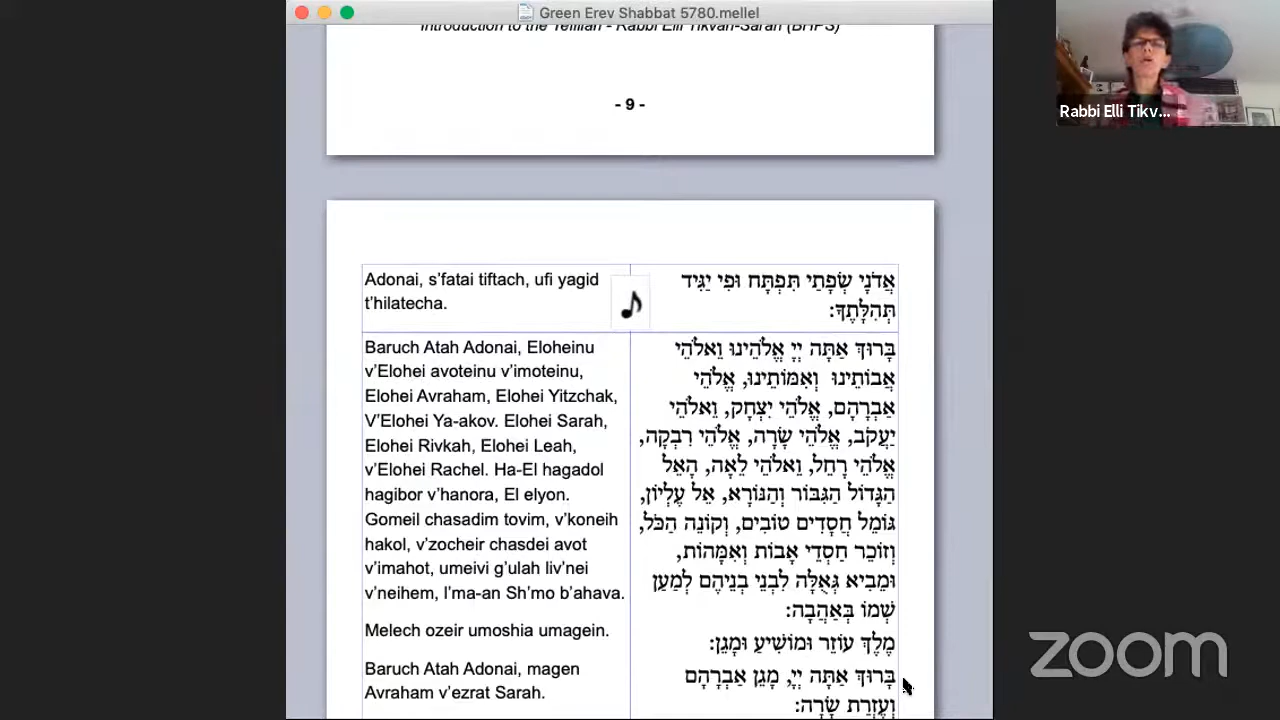 Green Erev Shabbat 5780.mellel
Introduction to the Tefillah - Rabbi Elli Tikvah-Sarah (BHPS)
- 9 -
Adonai, s’fatai tiftach, ufi yagid
t’hilatecha.
אֲדֹנָי שְׂפָתַי תִּפְתָּח וּפִי יַגִּיד
תְּהִלָּתֶךָ:
Baruch Atah Adonai, Eloheinu
v’Elohei avoteinu v’imoteinu,
Elohei Avraham, Elohei Yitzchak,
V’Elohei Ya-akov. Elohei Sarah,
Elohei Rivkah, Elohei Leah,
v’Elohei Rachel. Ha-El hagadol
hagibor v’hanora, El elyon.
Gomeil chasadim tovim, v’koneih
hakol, v’zocheir chasdei avot
v’imahot, umeivi g’ulah liv’nei
v’neihem, l’ma-an Sh’mo b’ahava.
Melech ozeir umoshia umagein.
Baruch Atah Adonai, magen
Avraham v’ezrat Sarah.
בָּרוּךְ אַתָּה יְיָ אֱלֹהֵינוּ וֵאלֹהֵי
אֲבוֹתֵינוּ וְאִמּוֹתֵינוּ, אֱלֹהֵי
אַבְרָהָם, אֱלֹהֵי יִצְחָק, וֵאלֹהֵי
יַעֲקֹב, אֱלֹהֵי שָׂרָה, אֱלֹהֵי רִבְקָה,
אֱלֹהֵי רָחֵל, וֵאלֹהֵי לֵאָה, הָאֵל
הַגָּדוֹל הַגִּבּוֹר וְהַנּוֹרָא, אֵל עֶלְיוֹן,
גּוֹמֵל חֲסָדִים טוֹבִים, וְקוֹנֵה הַכֹּל,
וְזוֹכֵר חַסְדֵי אָבוֹת וְאִמָּהוֹת,
וּמֵבִיא גְּאֻלָּה לִבְנֵי בְנֵיהֶם לְמַעַן
שְׁמוֹ בְּאַהֲבָה:
מֶלֶךְ עוֹזֵר וּמוֹשִׁיעַ וּמָגֵן:
בָּרוּךְ אַתָּה יְיָ, מָגֵן אַבְרָהָם
וְעֶזְרַת שָׂרָה:
Rabbi Elli Tikv...
zoom